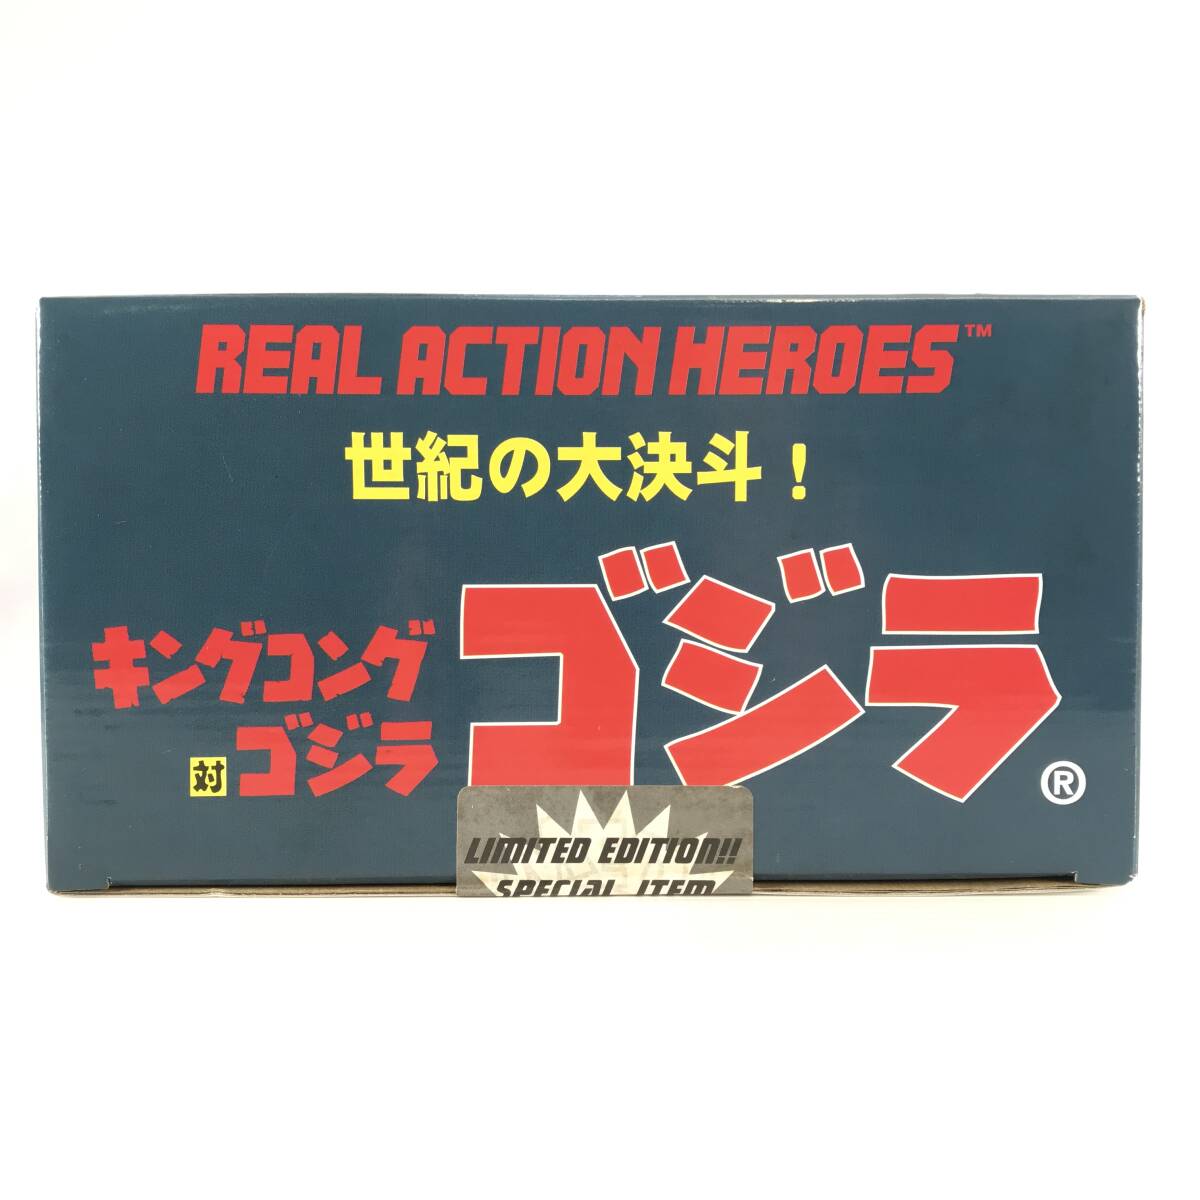 REAL ACTION HEROES™
世紀の大決斗！
キングコング
対ゴジラ
ゴジラ®
LIMITED EDITION!!
SPECIAL ITEM